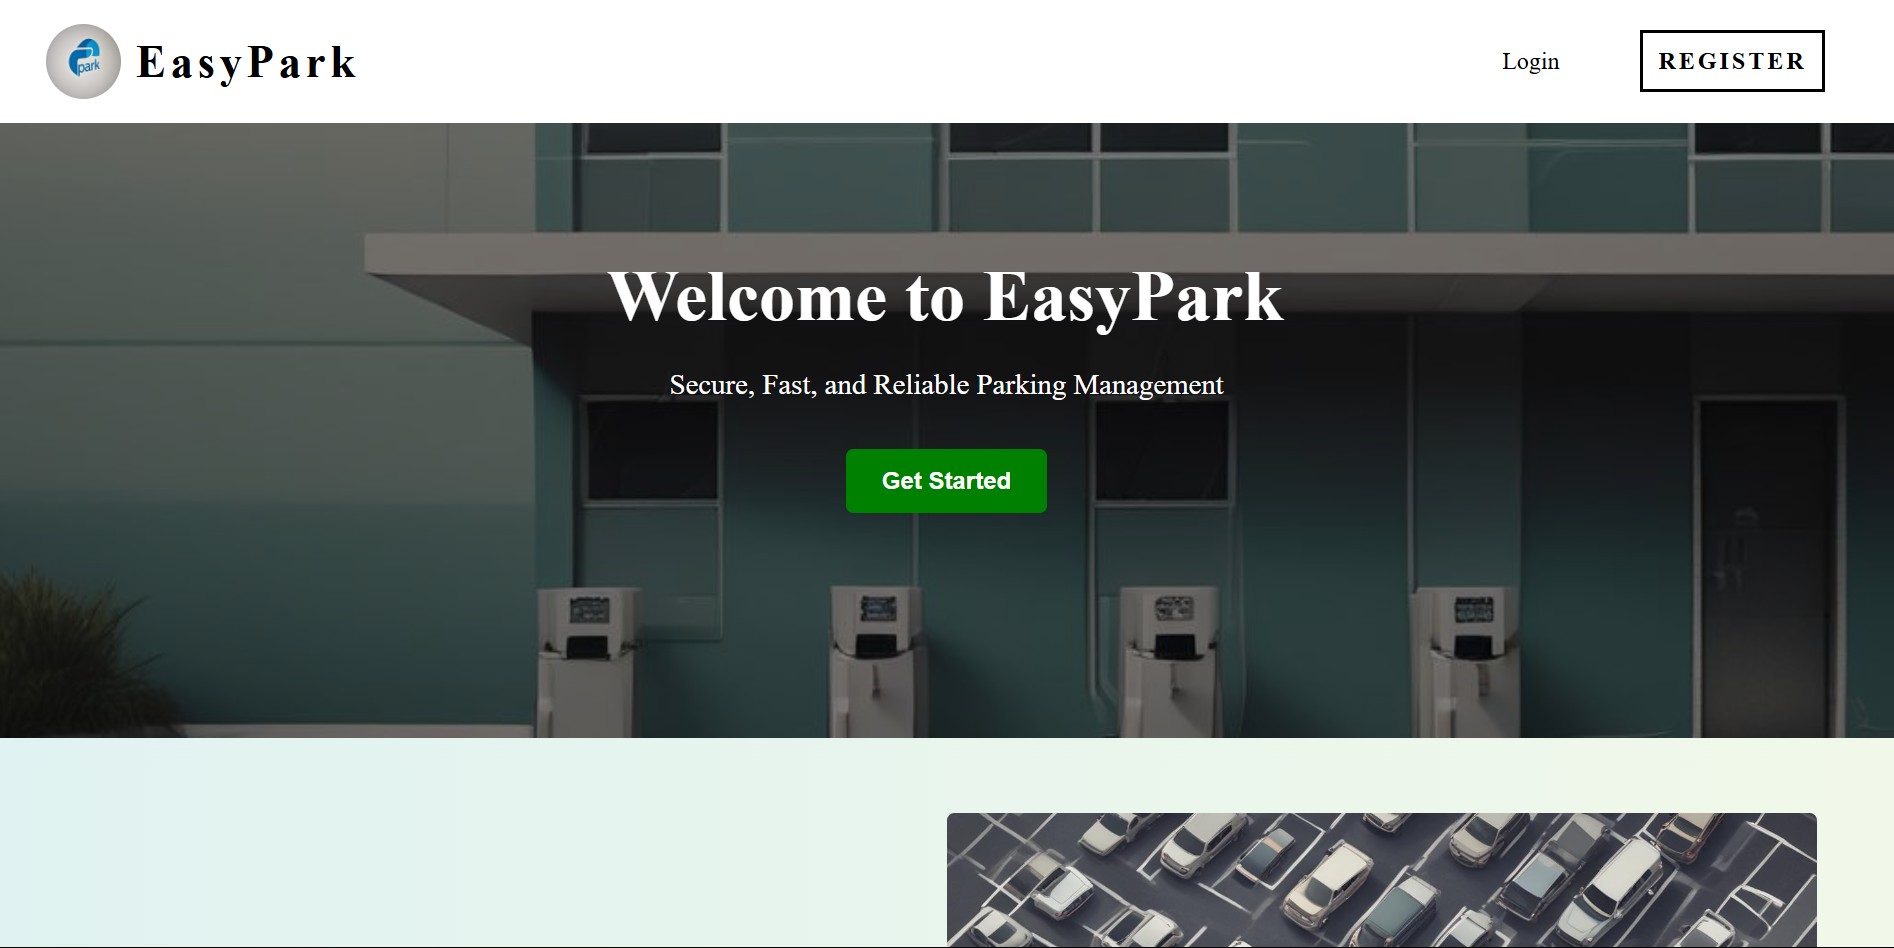 park
EasyPark
Login
REGISTER
Welcome to EasyPark
Secure, Fast, and Reliable Parking Management
Get Started